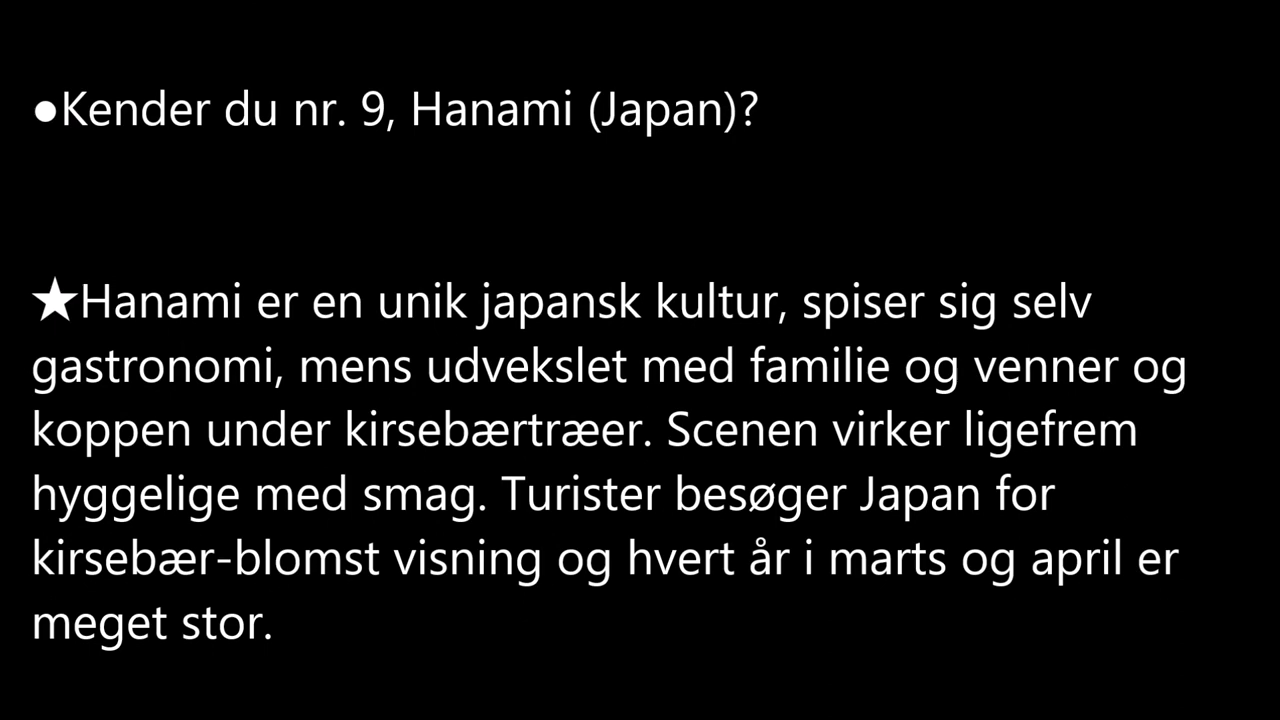 ●Kender du nr. 9, Hanami (Japan)?
★Hanami er en unik japansk kultur, spiser sig selv
gastronomi, mens udvekslet med familie og venner og
koppen under kirsebærtræer. Scenen virker ligefrem
hyggelige med smag. Turister besøger Japan for
kirsebær-blomst visning og hvert år i marts og april er
meget stor.